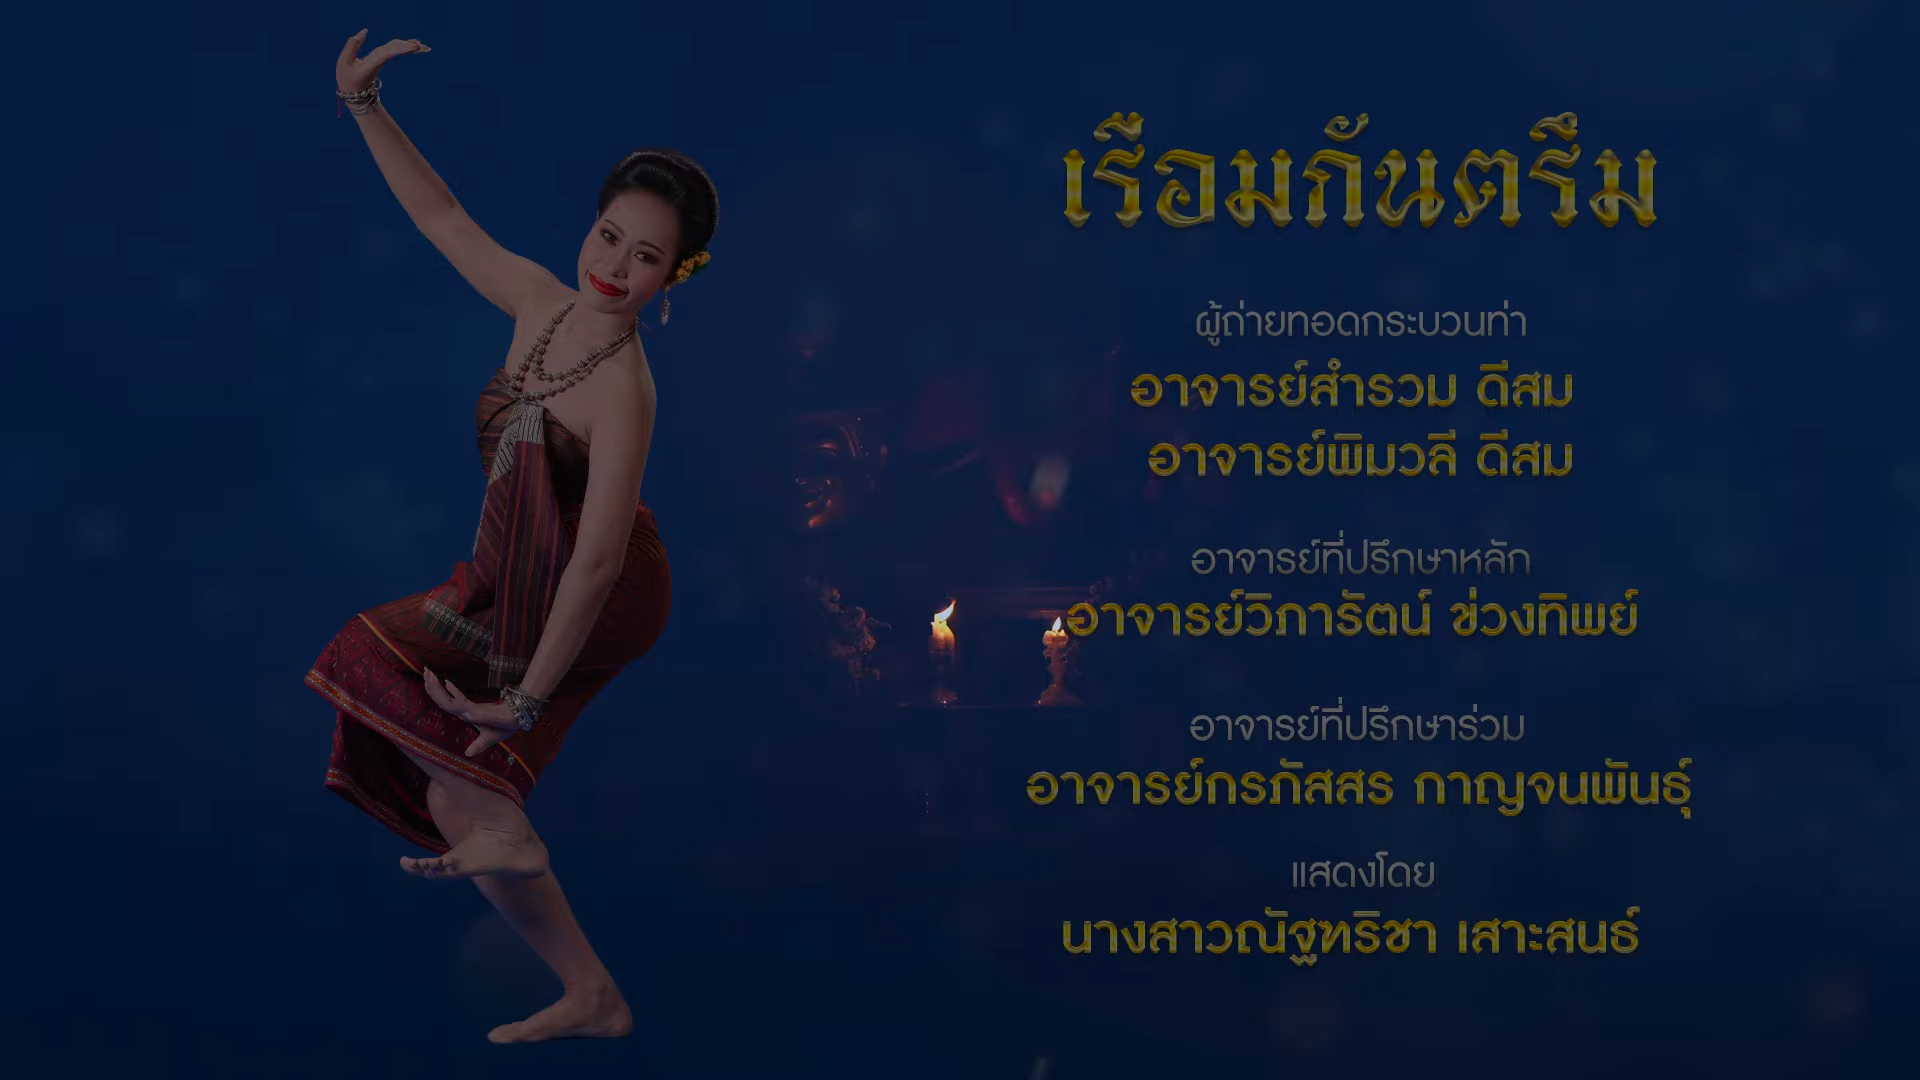 เรือมกันตรึม
ผู้ถ่ายทอดกระบวนท่า
อาจารย์สำรวม ดีสม
อาจารย์พิมวลี ดีสม
อาจารย์ที่ปรึกษาหลัก
อาจารย์วิภารัตน์ ข่วงทิพย์
อาจารย์ที่ปรึกษาร่วม
อาจารย์กรภัสสร กาญจนพันธุ์
แสดงโดย
นางสาวณัฐฑริชา เสาะสนธ์